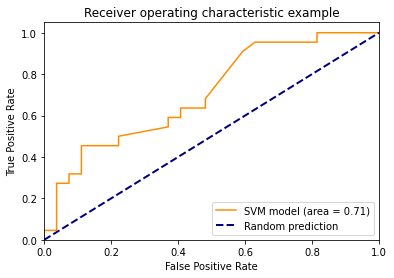 Receiver operating characteristic example
True Positive Rate
1.0
0.8
0.6
0.4
0.2
0.0
SVM model (area = 0.71)
Random prediction
0.0 0.2 0.4 0.6 0.8 1.0
False Positive Rate